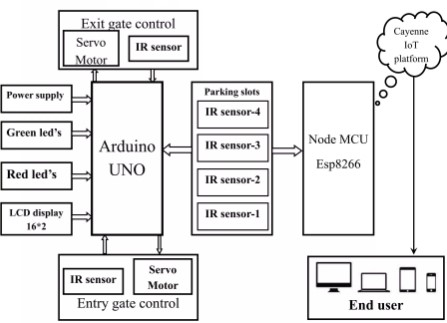 Exit gate control
Servo
Motor
IR sensor
Cayenne
IoT
platform
Power supply
Green led's
Red led's
LCD display
16*2
Arduino
UNO
Parking slots
IR sensor-4
IR sensor-3
IR sensor-2
IR sensor-1
Node MCU
Esp8266
IR sensor
Servo
Motor
Entry gate control
End user